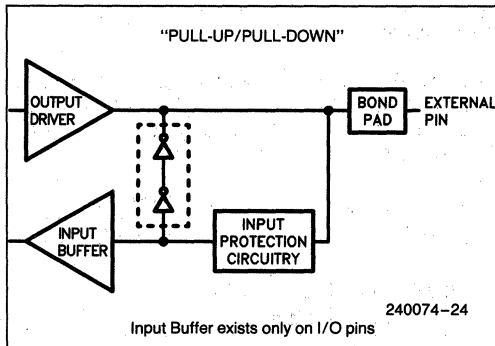 "PULL-UP/PULL-DOWN"
OUTPUT
DRIVER
BOND
PAD
EXTERNAL
PIN
INPUT
BUFFER
INPUT
PROTECTION
CIRCUITRY
240074-24
Input Buffer exists only on I/O pins